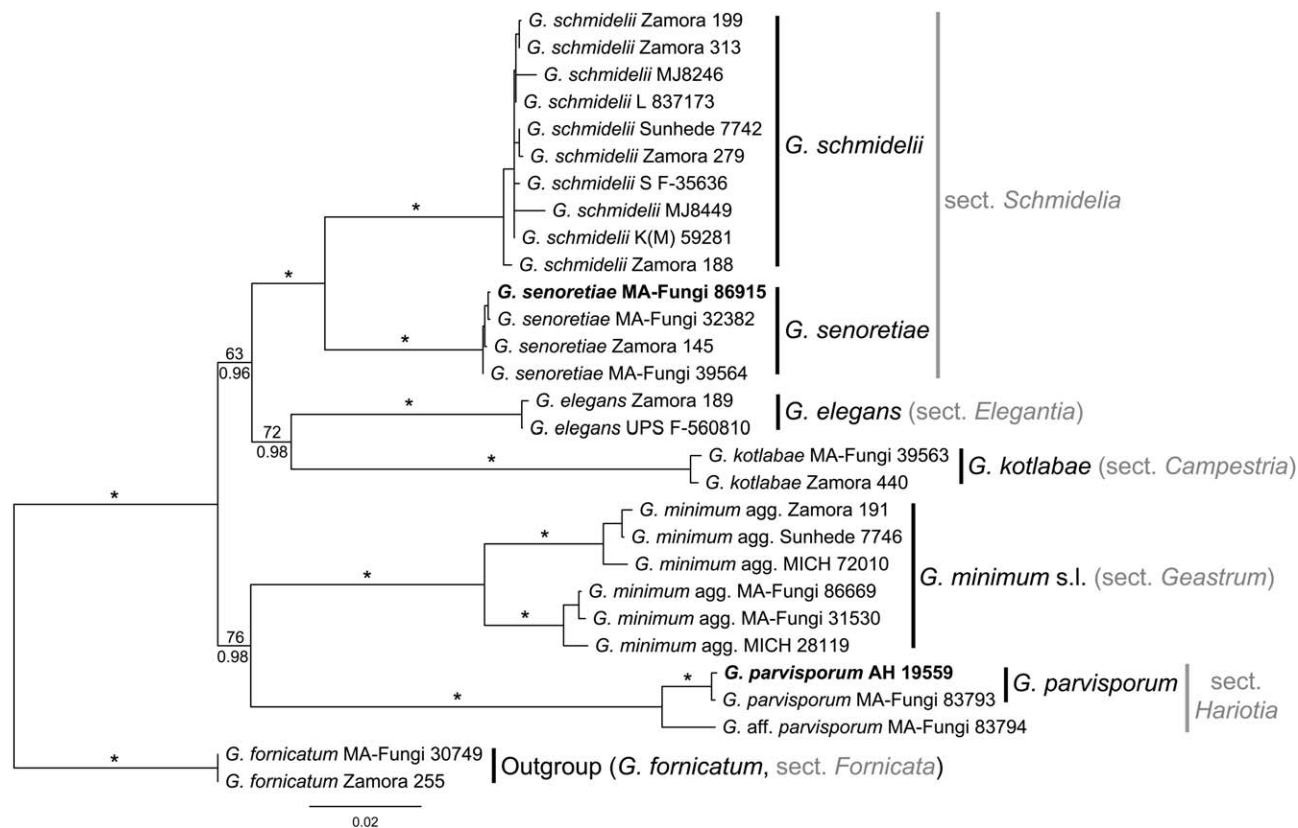 G. schmidelii Zamora 199
G. schmidelii Zamora 313
G. schmidelii MJ8246
G. schmidelii L 837173
G. schmidelii Sunhede 7742
G. schmidelii Zamora 279
G. schmidelii S F-35636
G. schmidelii MJ8449
G. schmidelii K(M) 59281
G. schmidelii Zamora 188
G. schmidelii
sect. Schmidelia
*
*
G. senoretiae MA-Fungi 86915
G. senoretiae MA-Fungi 32382
G. senoretiae Zamora 145
G. senoretiae MA-Fungi 39564
G. senoretiae
*
63
0.96
G. elegans Zamora 189
G. elegans UPS F-560810
G. elegans (sect. Elegantia)
*
72
0.98
G. kotlabae MA-Fungi 39563
G. kotlabae Zamora 440
G. kotlabae (sect. Campestria)
*
*
G. minimum agg. Zamora 191
G. minimum agg. Sunhede 7746
G. minimum agg. MICH 72010
G. minimum agg. MA-Fungi 86669
G. minimum agg. MA-Fungi 31530
G. minimum agg. MICH 28119
G. minimum s.l. (sect. Geastrum)
*
*
*
76
0.98
G. parvisporum AH 19559
G. parvisporum MA-Fungi 83793
G. aff. parvisporum MA-Fungi 83794
G. parvisporum
sect.
Hariotia
*
*
G. fornicatum MA-Fungi 30749
G. fornicatum Zamora 255
Outgroup (G. fornicatum, sect. Fornicata)
*
0.02